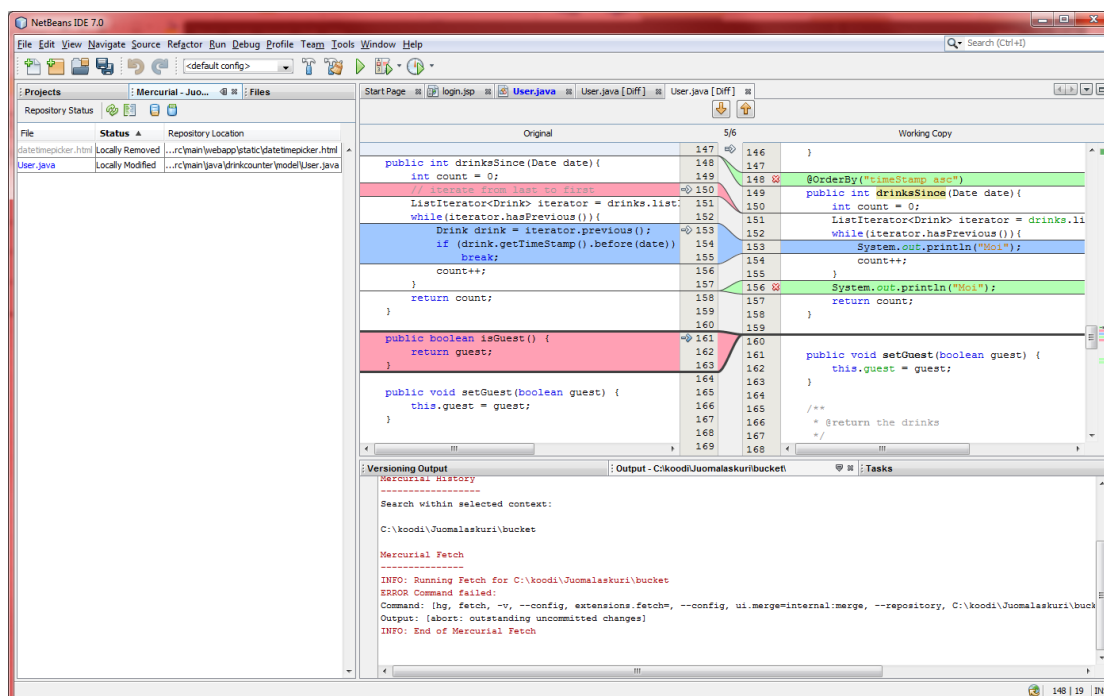 NetBeans IDE 7.0
File Edit View Navigate Source Refactor Run Debug Profile Team Tools Window Help
Search (Ctrl+I)
<default config>
Projects
Mercurial - Juo...
Files
Start Page
login.jsp
User.java
User.java [Diff]
User.java [Diff]
Repository Status
File Status Repository Location
datetimepicker.html Locally Removed ...rc\main\webapp\static\datetimepicker.html
User.java Locally Modified ...rc\main\java\drinkcounter\model\User.java
Original
5/6
Working Copy
147
public int drinksSince(Date date){ 148
int count = 0; 149
// iterate from last to first 150
ListIterator<Drink> iterator = drinks.list 151
while(iterator.hasPrevious()){ 152
Drink drink = iterator.previous(); 153
if (drink.getTimeStamp().before(date)) 154
break; 155
count++; 156
} 157
return count; 158
} 159
160
public boolean isGuest() { 161
return guest; 162
} 163
164
public void setGuest(boolean guest) { 165
this.guest = guest; 166
} 167
168
169
146 }
147
148 @OrderBy("timeStamp asc")
149 public int drinksSince(Date date){
150 int count = 0;
151 ListIterator<Drink> iterator = drinks.li
152 while(iterator.hasPrevious()){
153 System.out.println("Moi");
154 count++;
155 }
156 System.out.println("Moi");
157 return count;
158 }
159
160
161 public void setGuest(boolean guest) {
162 this.guest = guest;
163 }
164
165 /**
166 * @return the drinks
167 */
168
Versioning Output
Output - C:\koodi\Juomalaskuri\bucket\
Tasks
Mercurial History
------------------
Search within selected context:
C:\koodi\Juomalaskuri\bucket
Mercurial Fetch
---------------
INFO: Running Fetch for C:\koodi\Juomalaskuri\bucket
ERROR Command failed:
Command: [hg, fetch, -v, --config, extensions.fetch=, --config, ui.merge=internal:merge, --repository, C:\koodi\Juomalaskuri\buck
Output: [abort: outstanding uncommitted changes]
INFO: End of Mercurial Fetch
148 | 19 IN